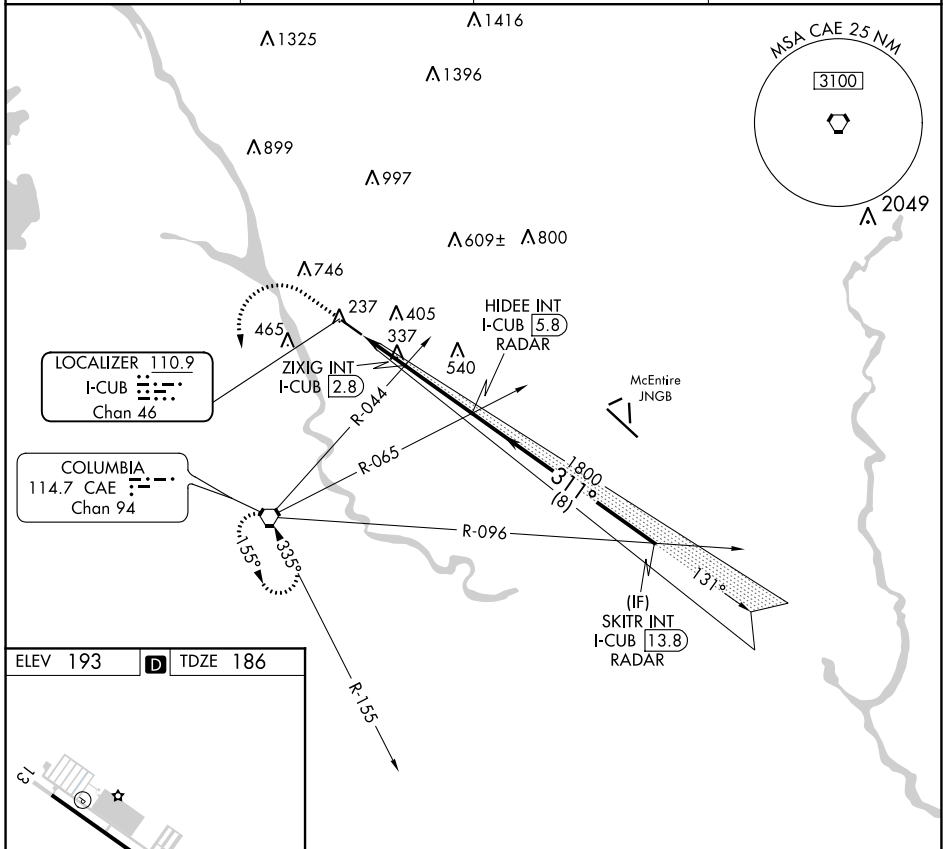 1416
1325
MSA CAE 25 NM
1396
3100
899
997
2049
609± 800
746
HIDEE INT
I-CUB 5.8
RADAR
237
405
465
337
540
ZIXIG INT
I-CUB 2.8
LOCALIZER 110.9
I-CUB
Chan 46
McEntire
JNGB
R-044
R-065
COLUMBIA
114.7 CAE
Chan 94
1800
311°
(8)
R-096
155°
335°
131°
(IF)
SKITR INT
I-CUB 13.8
RADAR
R-155
ELEV 193 D TDZE 186
13
P